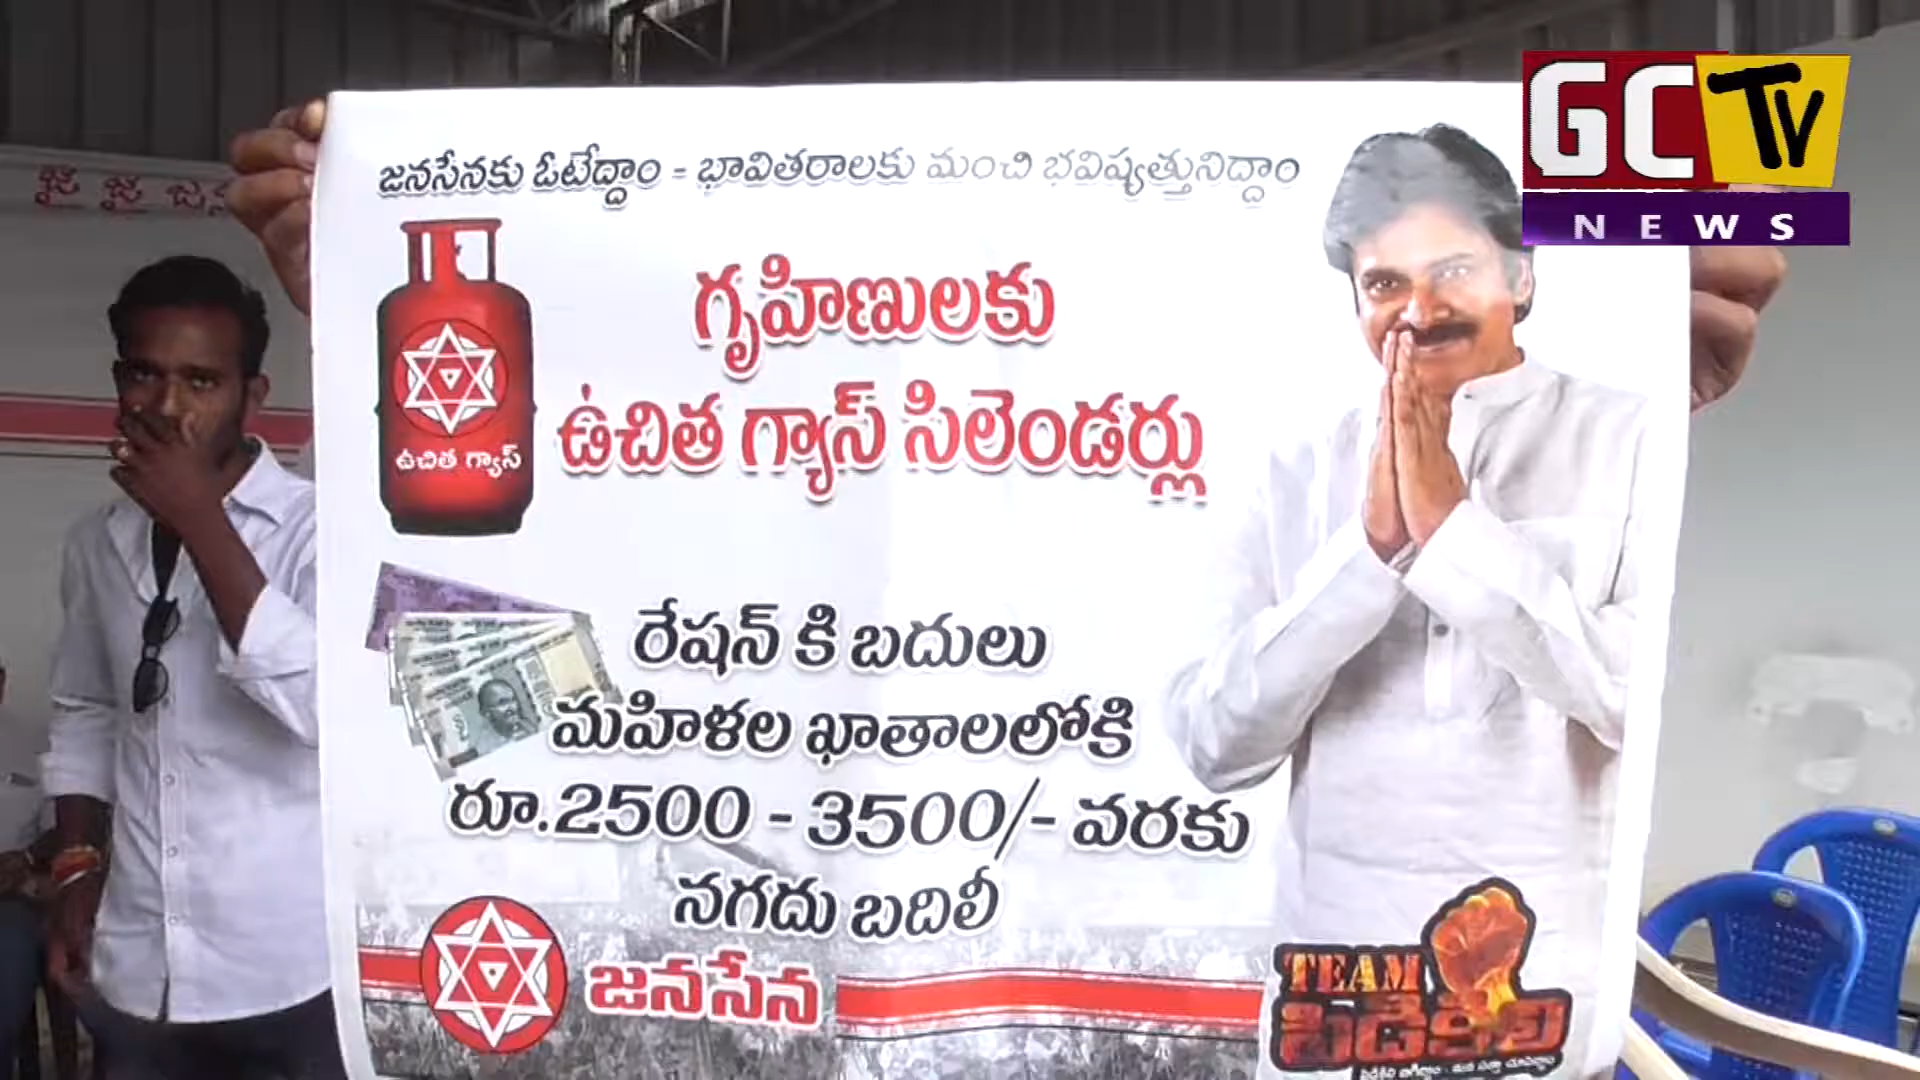 GC TV
NEWS
జై జై జన
జనసేనకు ఓటేద్దాం - భావితరాలకు మంచి భవిష్యత్తునిద్దాం
గృహిణులకు
ఉచిత గ్యాస్ సిలెండర్లు
ఉచిత గ్యాస్
రేషన్ కి బదులు
మహిళల ఖాతాలలోకి
రూ.2500 - 3500/- వరకు
నగదు బదిలీ
జనసేన
TEAM
పిడికిలి